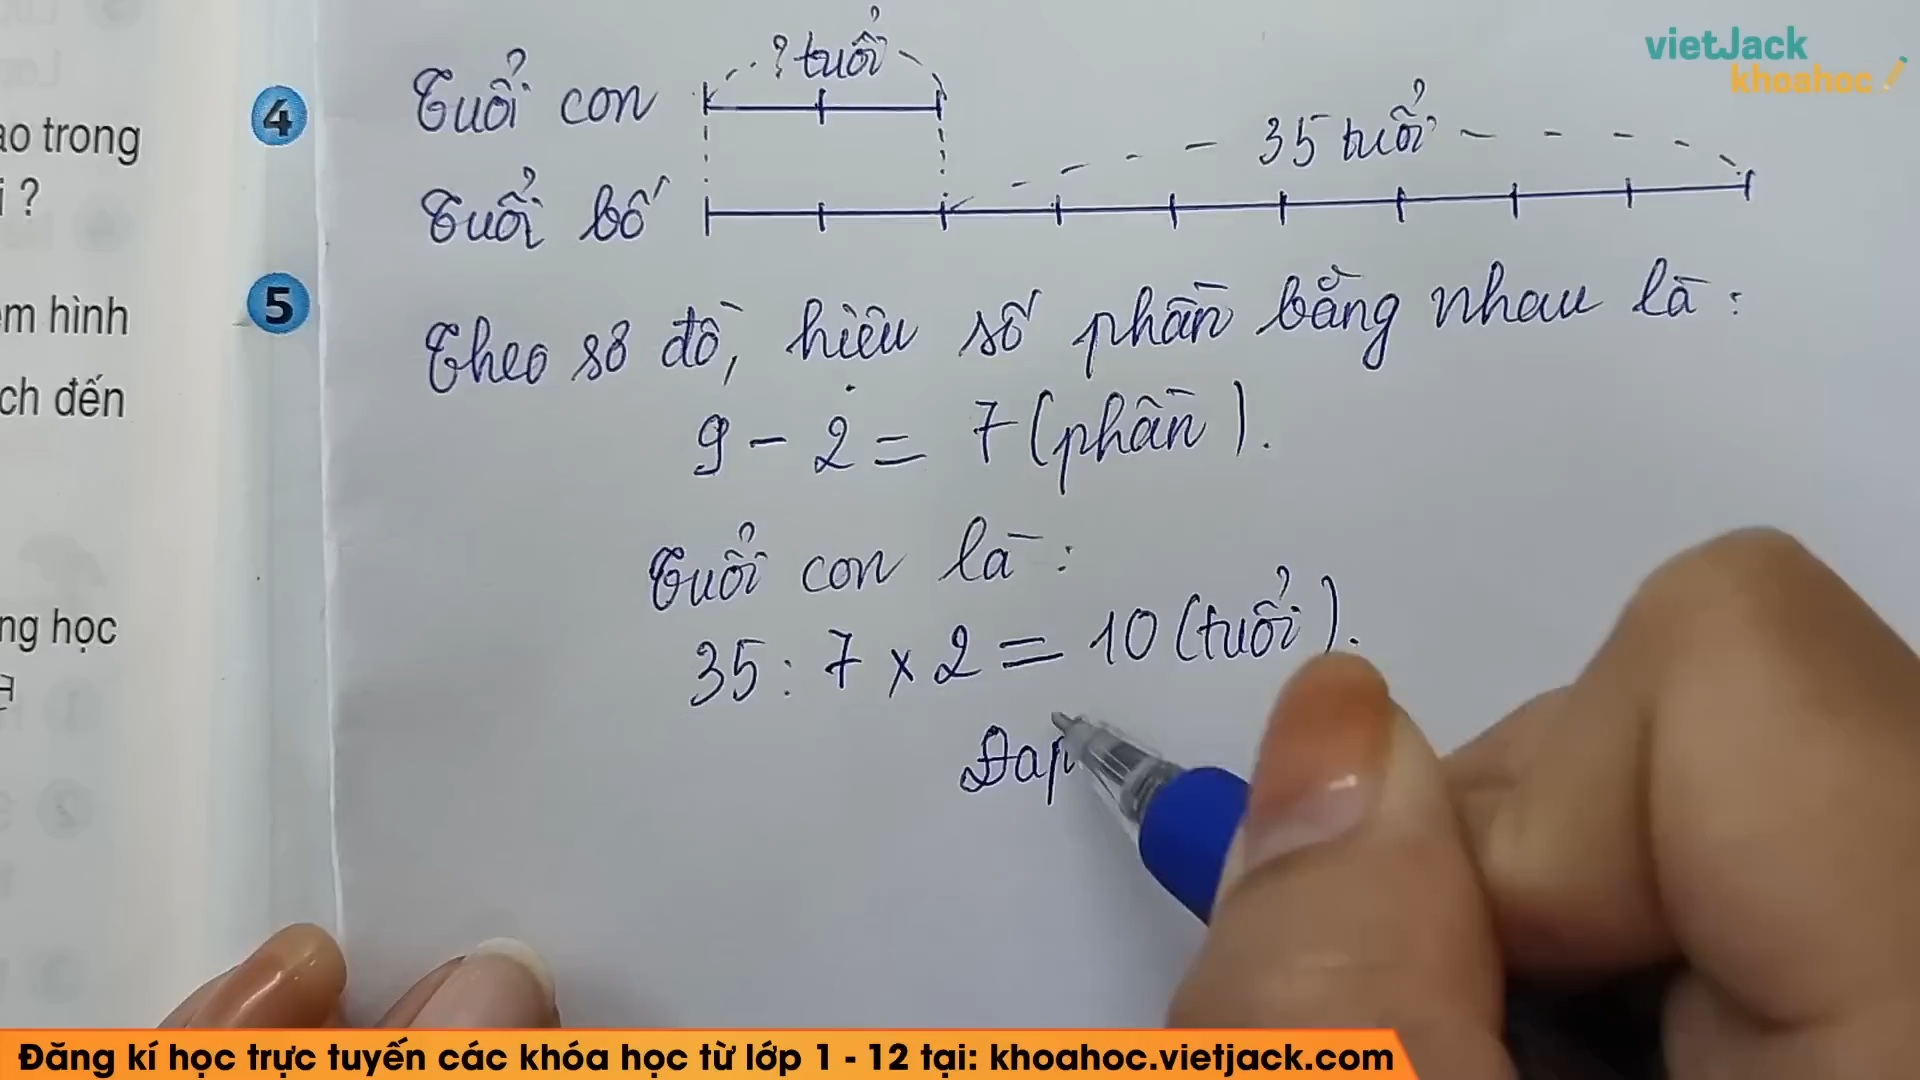 vietJack
khoahoc
ao trong
i ?
4
Tuổi con
? tuổi
35 tuổi
Tuổi bố
5
em hình
ch đến
Theo sơ đồ, hiệu số phần bằng nhau là :
9 - 2 = 7 (phần).
Tuổi con là :
ng học
35 : 7 x 2 = 10 (tuổi).
Đap
Đăng kí học trực tuyến các khóa học từ lớp 1 - 12 tại: khoahoc.vietjack.com